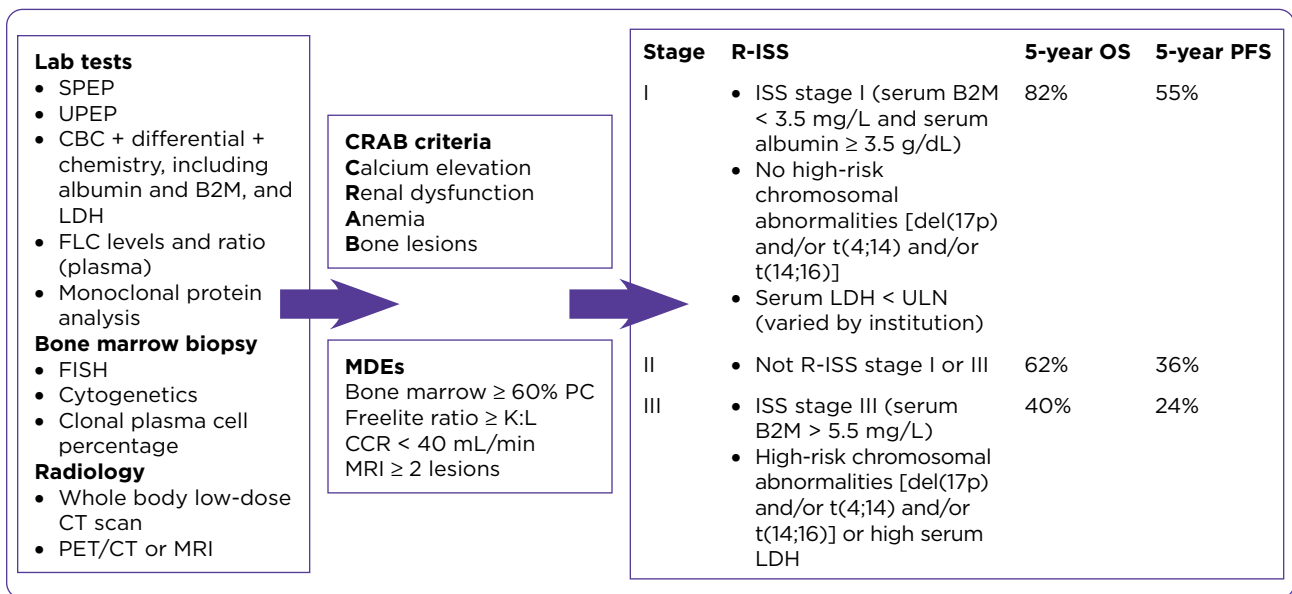 Lab tests
• SPEP
• UPEP
• CBC + differential +
chemistry, including
albumin and B2M, and
LDH
• FLC levels and ratio
(plasma)
• Monoclonal protein
analysis
Bone marrow biopsy
• FISH
• Cytogenetics
• Clonal plasma cell
percentage
Radiology
• Whole body low-dose
CT scan
• PET/CT or MRI
CRAB criteria
Calcium elevation
Renal dysfunction
Anemia
Bone lesions
MDEs
Bone marrow ≥ 60% PC
Freelite ratio ≥ K:L
CCR < 40 mL/min
MRI ≥ 2 lesions
Stage R-ISS 5-year OS 5-year PFS
I • ISS stage I (serum B2M 82% 55%
< 3.5 mg/L and serum
albumin ≥ 3.5 g/dL)
• No high-risk
chromosomal
abnormalities [del(17p)
and/or t(4;14) and/or
t(14;16)]
• Serum LDH < ULN
(varied by institution)
II • Not R-ISS stage I or III 62% 36%
III • ISS stage III (serum 40% 24%
B2M > 5.5 mg/L)
• High-risk chromosomal
abnormalities [del(17p)
and/or t(4;14) and/or
t(14;16)] or high serum
LDH